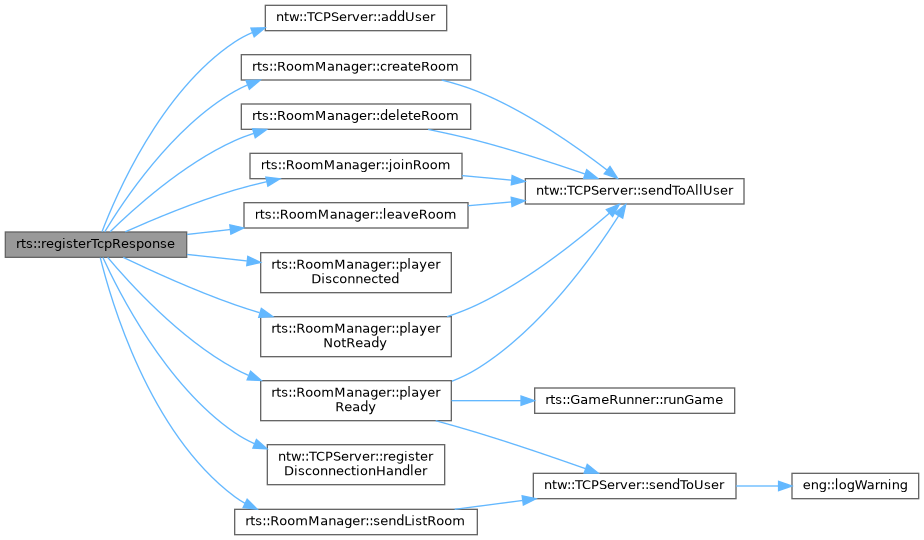 ntw::TCPServer::addUser
rts::RoomManager::createRoom
rts::RoomManager::deleteRoom
rts::RoomManager::joinRoom
ntw::TCPServer::sendToAllUser
rts::RoomManager::leaveRoom
rts::registerTcpResponse
rts::RoomManager::player
Disconnected
rts::RoomManager::player
NotReady
rts::RoomManager::player
Ready
rts::GameRunner::runGame
ntw::TCPServer::register
DisconnectionHandler
ntw::TCPServer::sendToUser
eng::logWarning
rts::RoomManager::sendListRoom